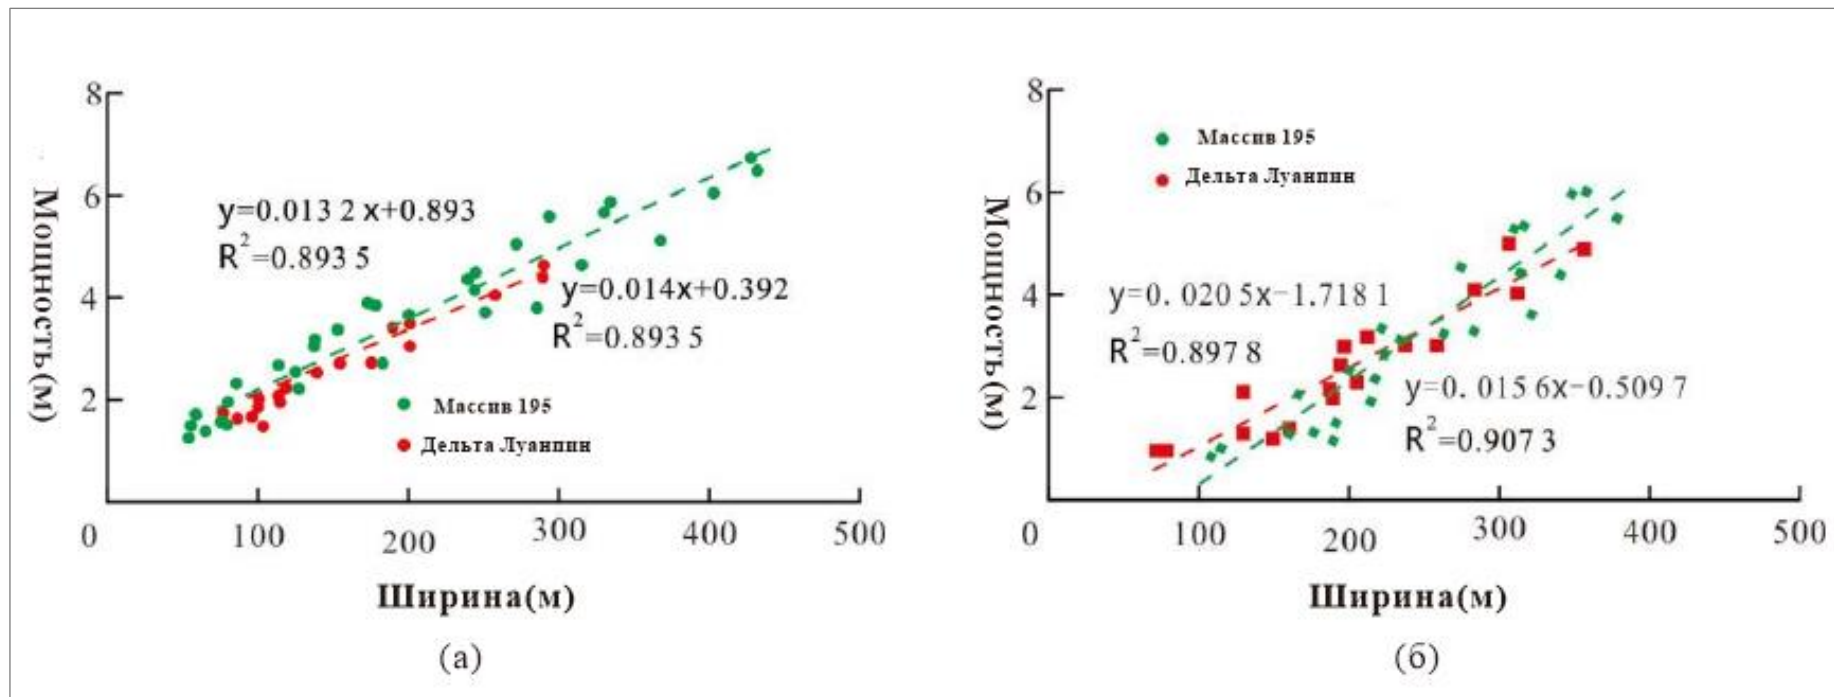 8
6
4
2
0
100
200
300
400
500
Мощность(м)
Ширина(м)
y=0.013 2 x+0.893
R²=0.893 5
y=0.014x+0.392
R²=0.893 5
Массив 195
Дельта Луанпин
(а)
8
6
4
2
0
100
200
300
400
500
Мощность(м)
Ширина(м)
Массив 195
Дельта Луанпин
y=0. 020 5x−1.718 1
R²=0.897 8
y=0. 015 6x−0.509 7
R²=0.907 3
(б)